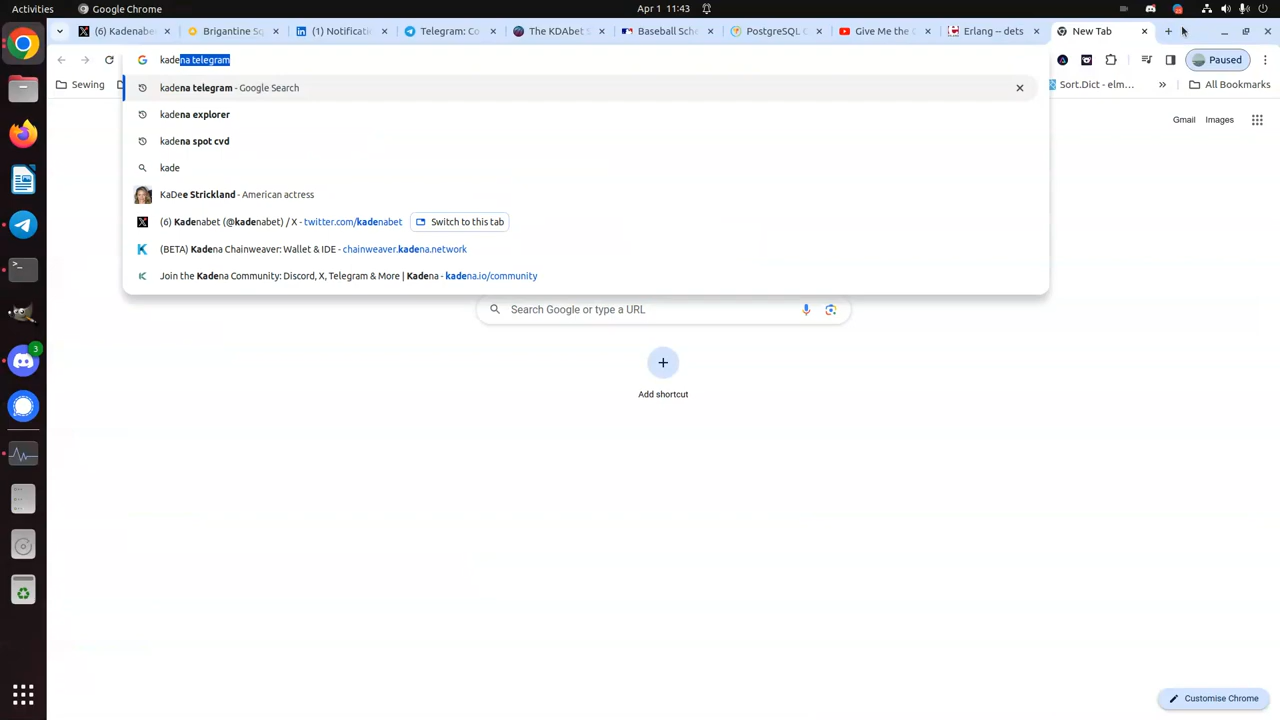 Activities
Google Chrome
Apr 1 11:43
(6) Kadenabe
Brigantine Sq
(1) Notificati
Telegram: Co
The KDAbet S
Baseball Sche
PostgreSQL C
Give Me the G
Erlang -- dets
New Tab
kadena telegram
Paused
Sewing
kadena telegram - Google Search
Sort.Dict - elm...
»
All Bookmarks
kadena explorer
Gmail
Images
kadena spot cvd
kade
KaDee Strickland - American actress
(6) Kadenabet (@kadenabet) / X - twitter.com/kadenabet
Switch to this tab
(BETA) Kadena Chainweaver: Wallet & IDE - chainweaver.kadena.network
Join the Kadena Community: Discord, X, Telegram & More | Kadena - kadena.io/community
Search Google or type a URL
3
Add shortcut
Customise Chrome